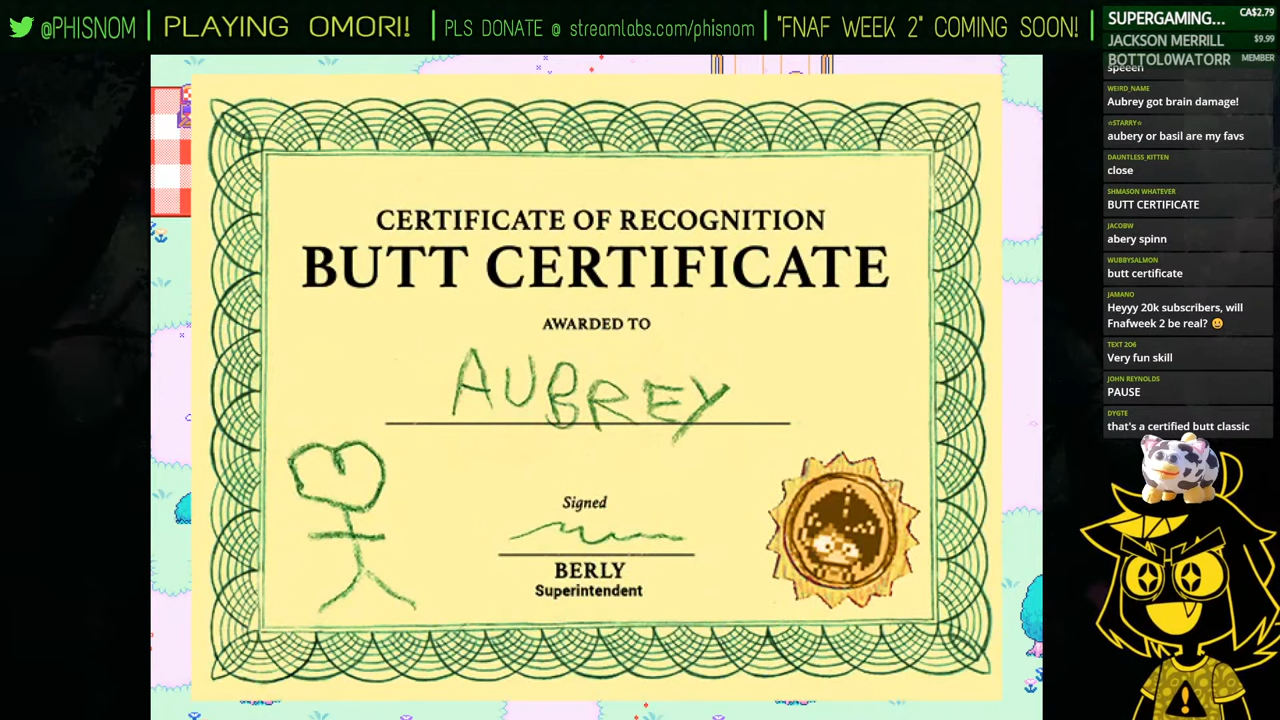 @PHISNOM | PLAYING OMORI! | PLS DONATE @ streamlabs.com/phisnom | "FNAF WEEK 2" COMING SOON! |
SUPERGAMING... CA$2.79
JACKSON MERRILL $9.99
BOTTOL0WATORR MEMBER
speeen
WEIRD_NAME
Aubrey got brain damage!
☆STARRY☆
aubery or basil are my favs
DAUNTLESS_KITTEN
close
SHMASON WHATEVER
BUTT CERTIFICATE
JACOBW
abery spinn
WUBBYSALMON
butt certificate
JAMANO
Heyyy 20k subscribers, will
Fnafweek 2 be real? 😃
TEXT 2O6
Very fun skill
JOHN REYNOLDS
PAUSE
DYGTE
that's a certified butt classic
CERTIFICATE OF RECOGNITION
BUTT CERTIFICATE
AWARDED TO
AUBREY
Signed
BERLY
Superintendent